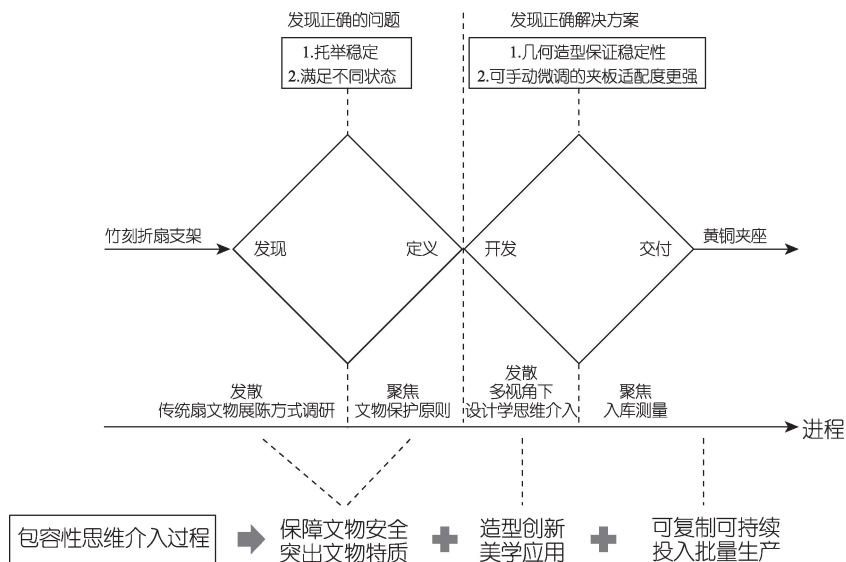 发现正确的问题
发现正确解决方案
1.托举稳定
2.满足不同状态
1.几何造型保证稳定性
2.可手动微调的夹板适配度更强
竹刻折扇支架
发现
定义
开发
交付
黄铜夹座
发散
传统扇文物展陈方式调研
聚焦
文物保护原则
发散
多视角下
设计学思维介入
聚焦
入库测量
进程
包容性思维介入过程
保障文物安全
突出文物特质
造型创新
美学应用
可复制可持续
投入批量生产